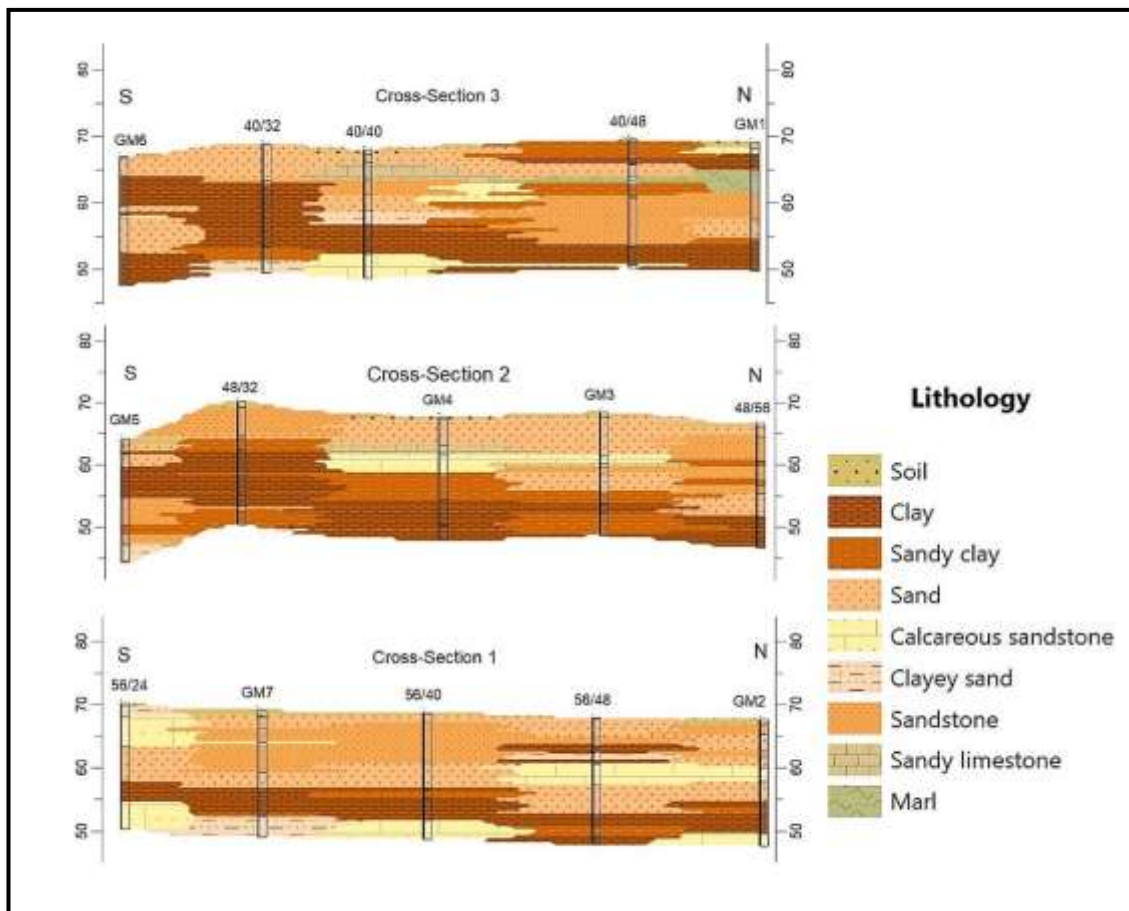 Cross-Section 3
S
N
GM6
40/32
40/40
40/48
GM1
80
70
60
50
80
70
60
50
Cross-Section 2
S
N
GM5
48/32
GM4
GM3
48/56
80
70
60
50
80
70
60
50
Cross-Section 1
S
N
56/24
GM7
56/40
56/48
GM2
80
70
60
50
80
70
60
50
Lithology
Soil
Clay
Sandy clay
Sand
Calcareous sandstone
Clayey sand
Sandstone
Sandy limestone
Marl